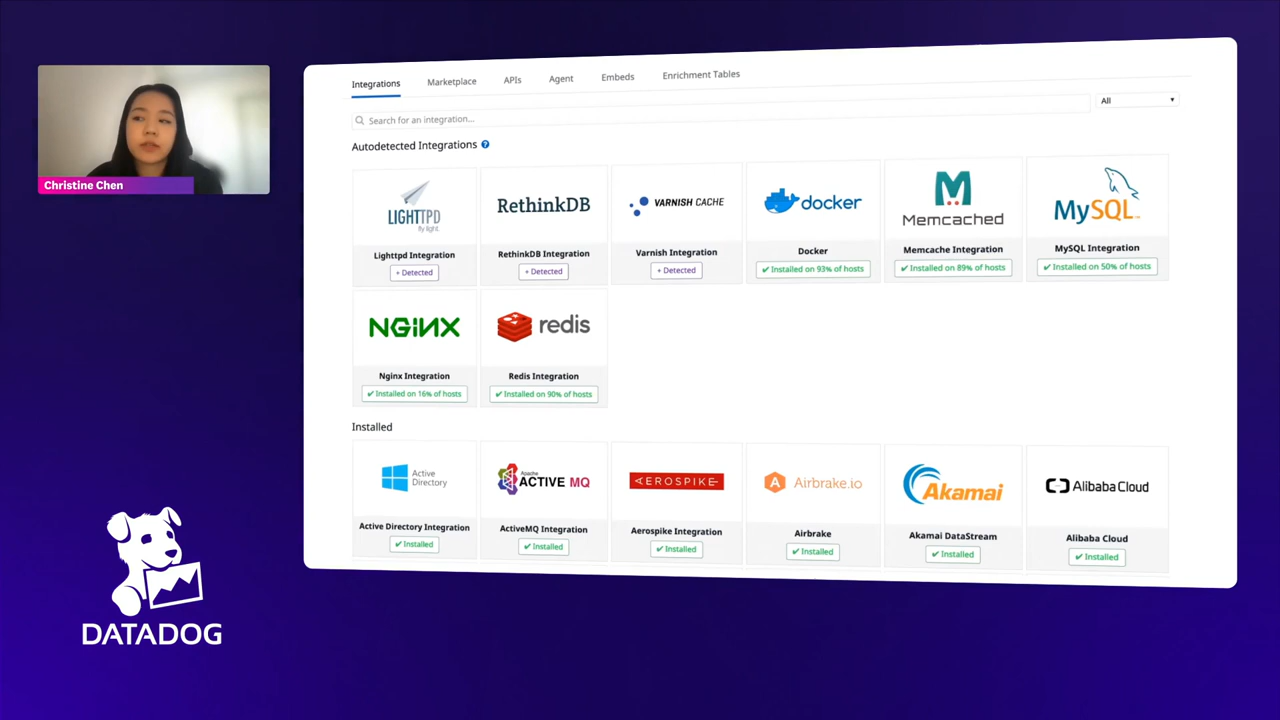 Christine Chen
DATADOG
Integrations Marketplace APIs Agent Embeds Enrichment Tables
Search for an integration... All
Autodetected Integrations ?
LIGHTTPD RethinkDB VARNISH CACHE docker Memcached MySQL
fly light.
Lighttpd Integration RethinkDB Integration Varnish Integration Docker Memcache Integration MySQL Integration
+ Detected + Detected + Detected ✔ Installed on 93% of hosts ✔ Installed on 89% of hosts ✔ Installed on 50% of hosts
NGINX redis
Nginx Integration Redis Integration
✔ Installed on 16% of hosts ✔ Installed on 90% of hosts
Installed
Active Directory Apache ACTIVE MQ AEROSPIKE Airbrake.io Akamai Alibaba Cloud
Active Directory Integration ActiveMQ Integration Aerospike Integration Airbrake Akamai DataStream Alibaba Cloud
✔ Installed ✔ Installed ✔ Installed ✔ Installed ✔ Installed ✔ Installed